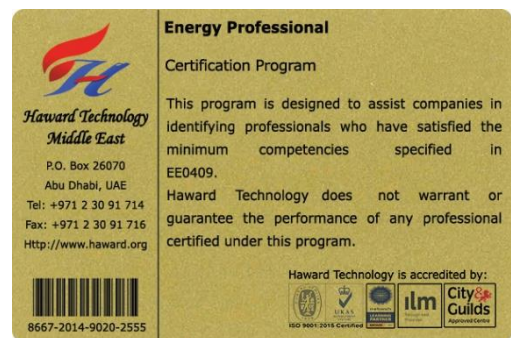 Haward Technology
Middle East
P.O. Box 26070
Abu Dhabi, UAE
Tel: +971 2 30 91 714
Fax: +971 2 30 91 716
Http://www.haward.org
8667-2014-9020-2555
Energy Professional
Certification Program
This program is designed to assist companies in
identifying professionals who have satisfied the
minimum competencies specified in
EE0409.
Haward Technology does not warrant or
guarantee the performance of any professional
certified under this program.
Haward Technology is accredited by:
UKAS
ilm
City&
Guilds
Approved Centre
ISO 9001:2015 Certified